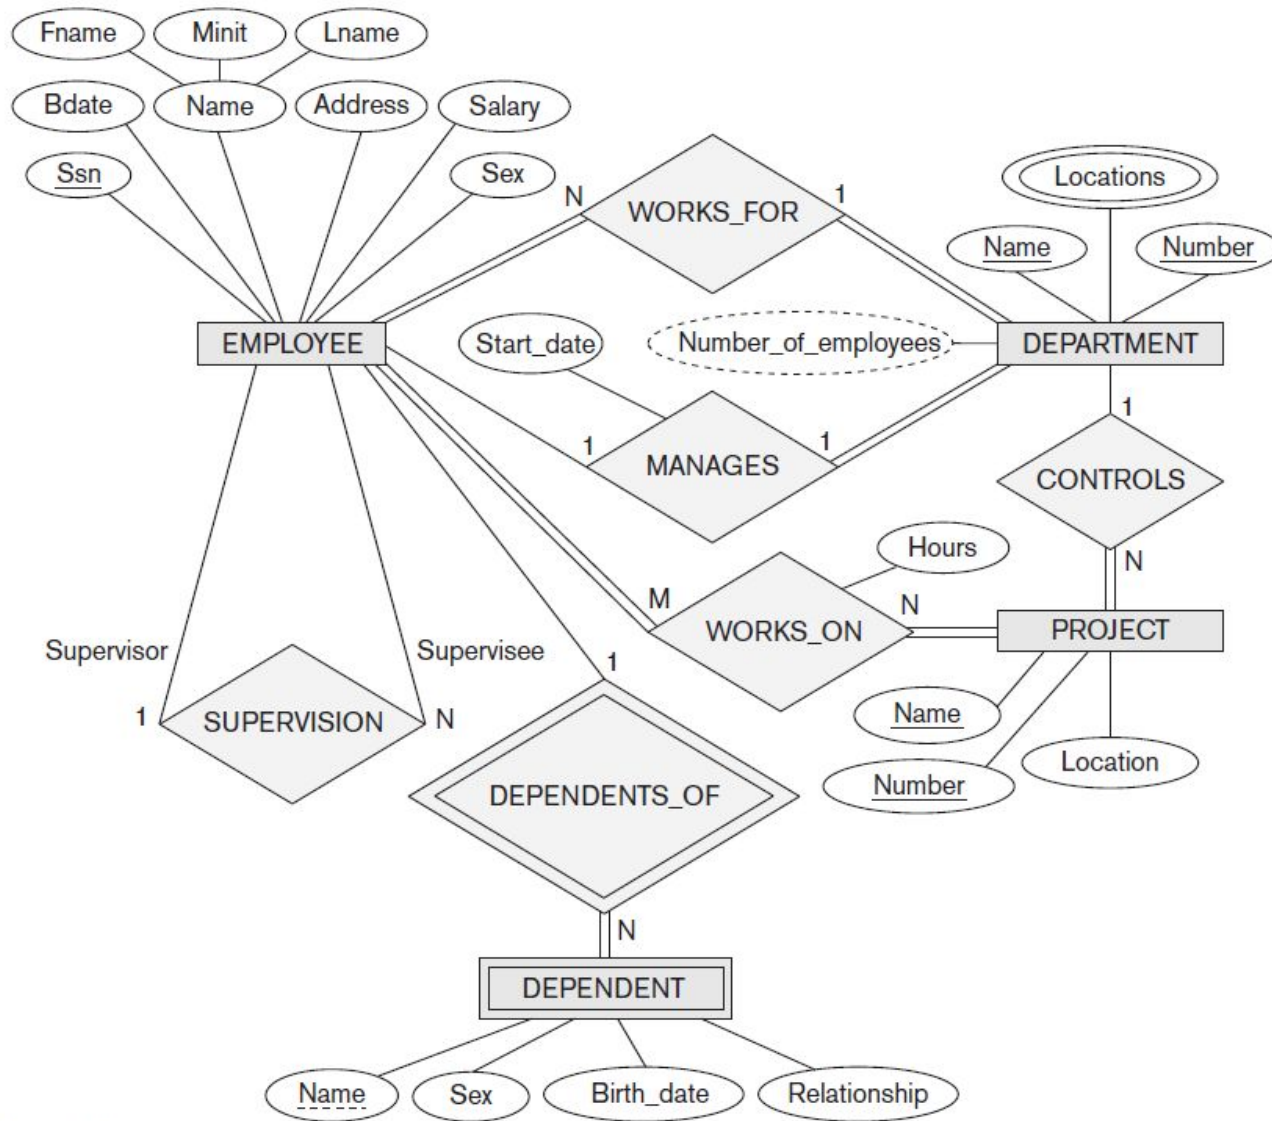 Fname Minit Lname
Bdate Name Address Salary
Ssn Sex
N WORKS_FOR 1
Locations
Name Number
EMPLOYEE
Start_date
Number_of_employees
DEPARTMENT
1 MANAGES 1
1
CONTROLS
N
Hours
M WORKS_ON N
PROJECT
Name
Number
Location
Supervisor Supervisee
1 SUPERVISION N
1
DEPENDENTS_OF
N
DEPENDENT
Name Sex Birth_date Relationship